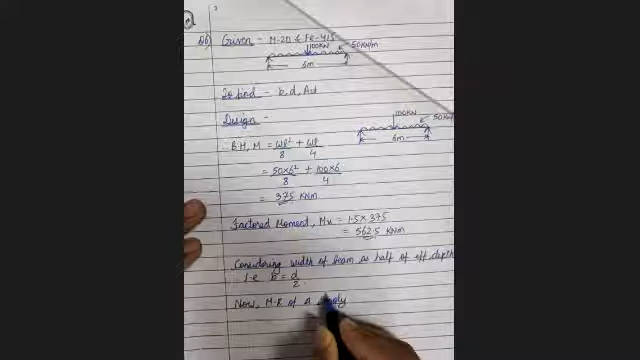 Given - M-20 & Fe-415
100KN
50KN/m
6m
To find - b, d, Ast
Design -
100KN
50KN/
6m
B.M, M = Wl²/8 + Wl/4
= 50×6²/8 + 100×6/4
= 375 KNm
Factored Moment, Mu = 1.5×375
= 562.5 KNm
Considering width of beam as half of eff depth
i.e b = d/2
Now, M.R of a